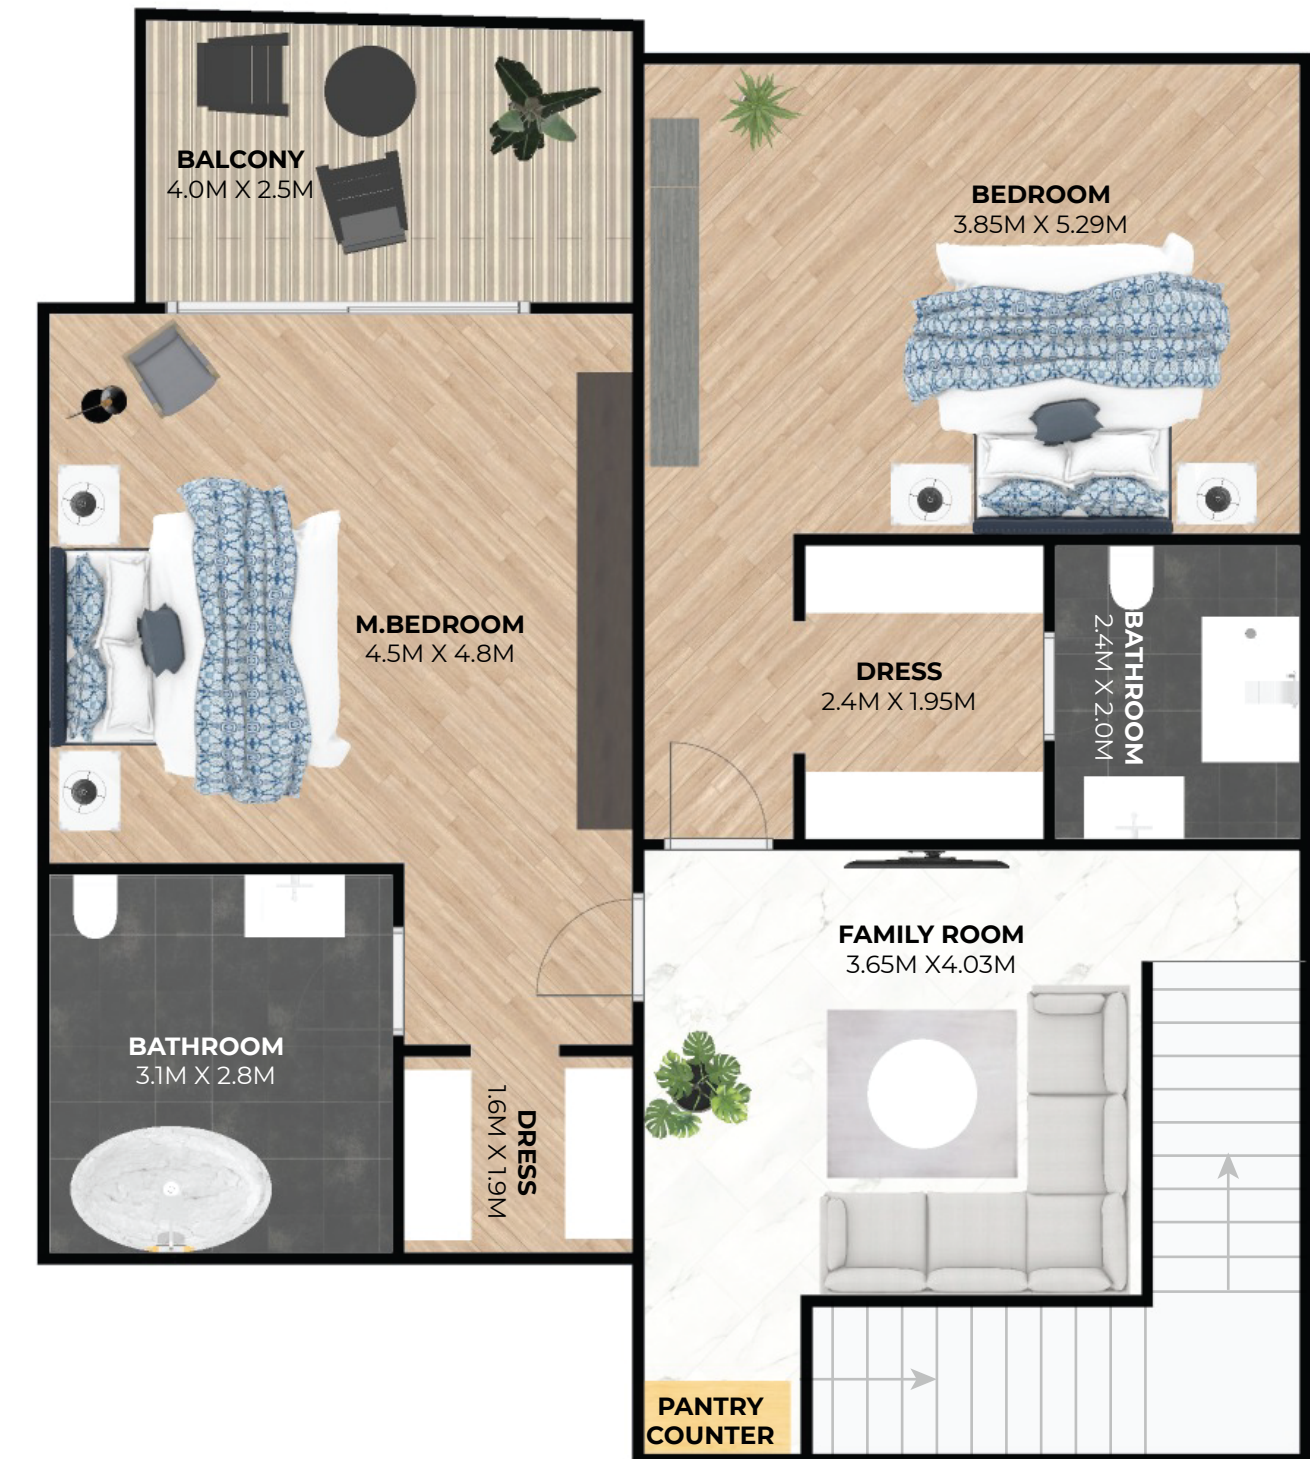 BALCONY
4.0M X 2.5M
BEDROOM
3.85M X 5.29M
M.BEDROOM
4.5M X 4.8M
DRESS
2.4M X 1.95M
BATHROOM
2.4M X 2.0M
FAMILY ROOM
3.65M X4.03M
BATHROOM
3.1M X 2.8M
DRESS
1.6M X 1.9M
PANTRY
COUNTER